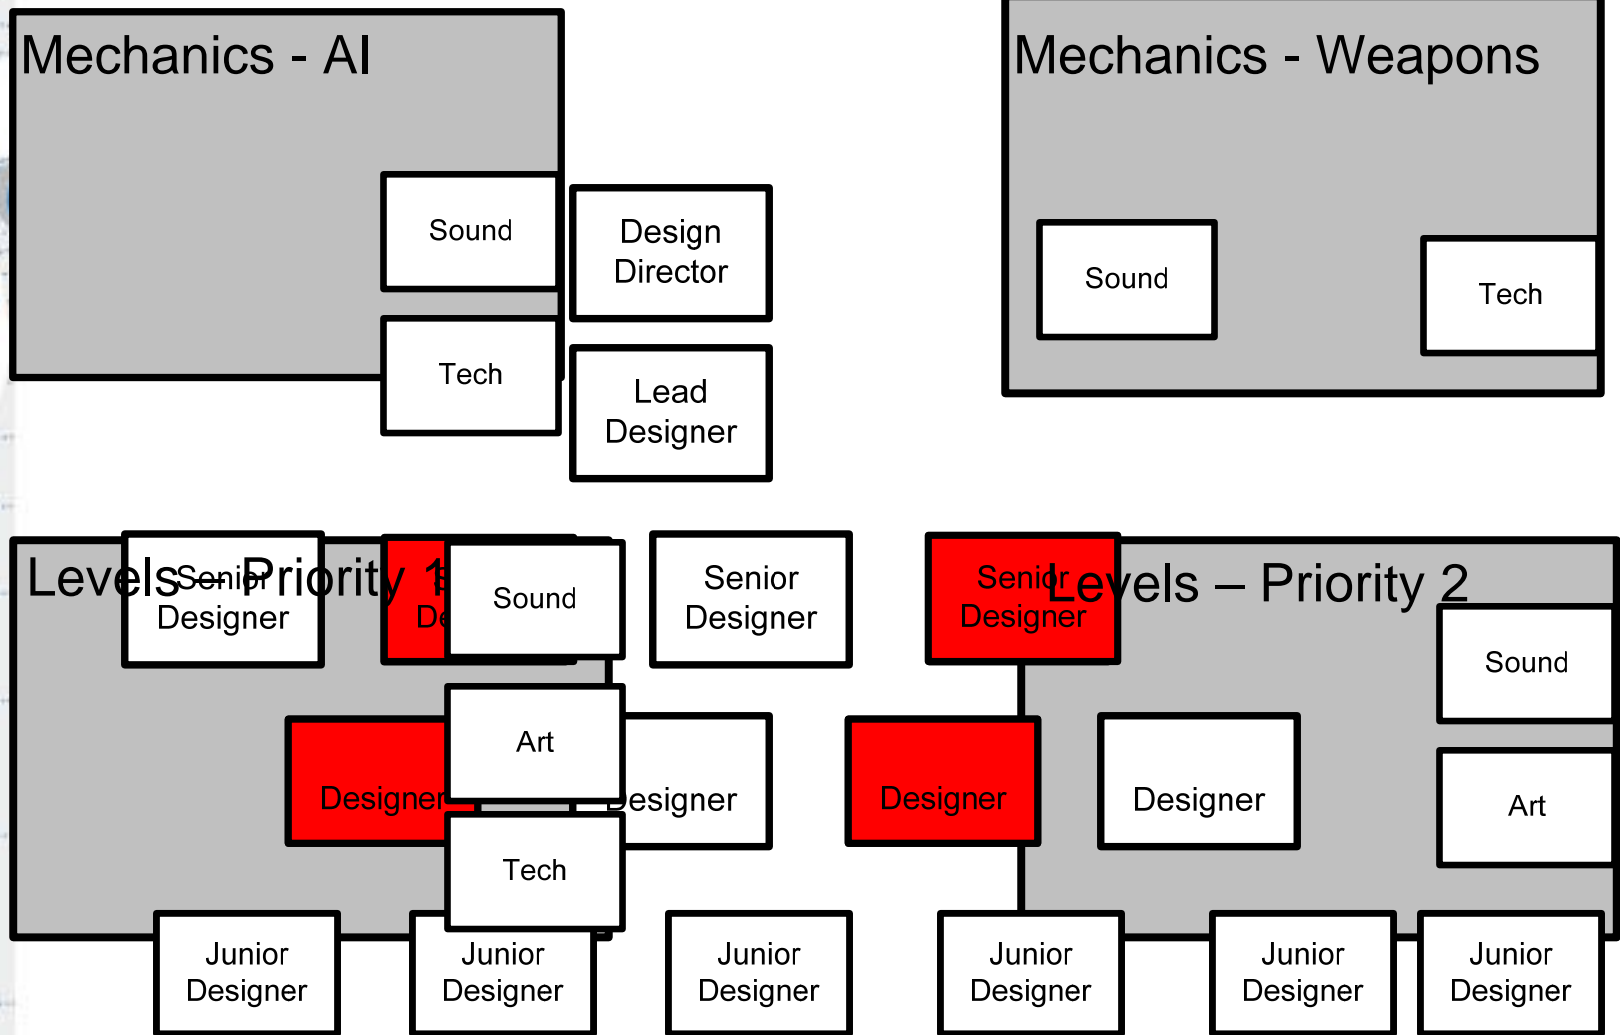 Mechanics - AI
Mechanics - Weapons
Sound
Design
Director
Sound
Tech
Tech
Lead
Designer
Levels – Priority 1
Senior
Designer
Sound
Senior
Designer
Senior
Designer
Levels – Priority 2
Sound
Designer
Art
Designer
Designer
Designer
Art
Tech
Junior
Designer
Junior
Designer
Junior
Designer
Junior
Designer
Junior
Designer
Junior
Designer